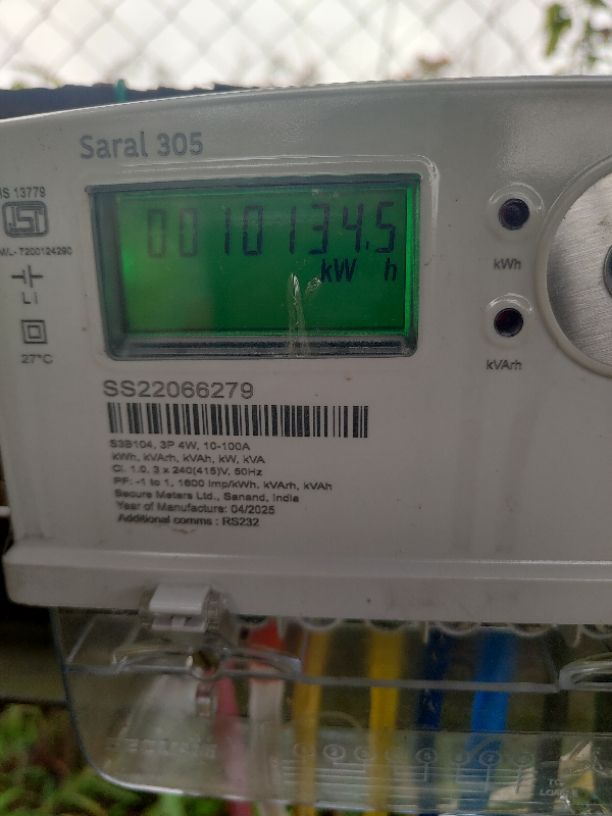 Saral 305
IS 13779
ISI
M/L- T200124290
0010134.5
kW h
LI
27°C
kWh
kVArh
SS22066279
S3B104, 3P 4W, 10-100A
kWh, kVArh, kVAh, kW, kVA
Cl. 1.0, 3 x 240(415)V, 50Hz
PF: -1 to 1, 1600 imp/kWh, kVArh, kVAh
Secure Meters Ltd., Sanand, India
Year of Manufacture: 04/2025
Additional comms : RS232